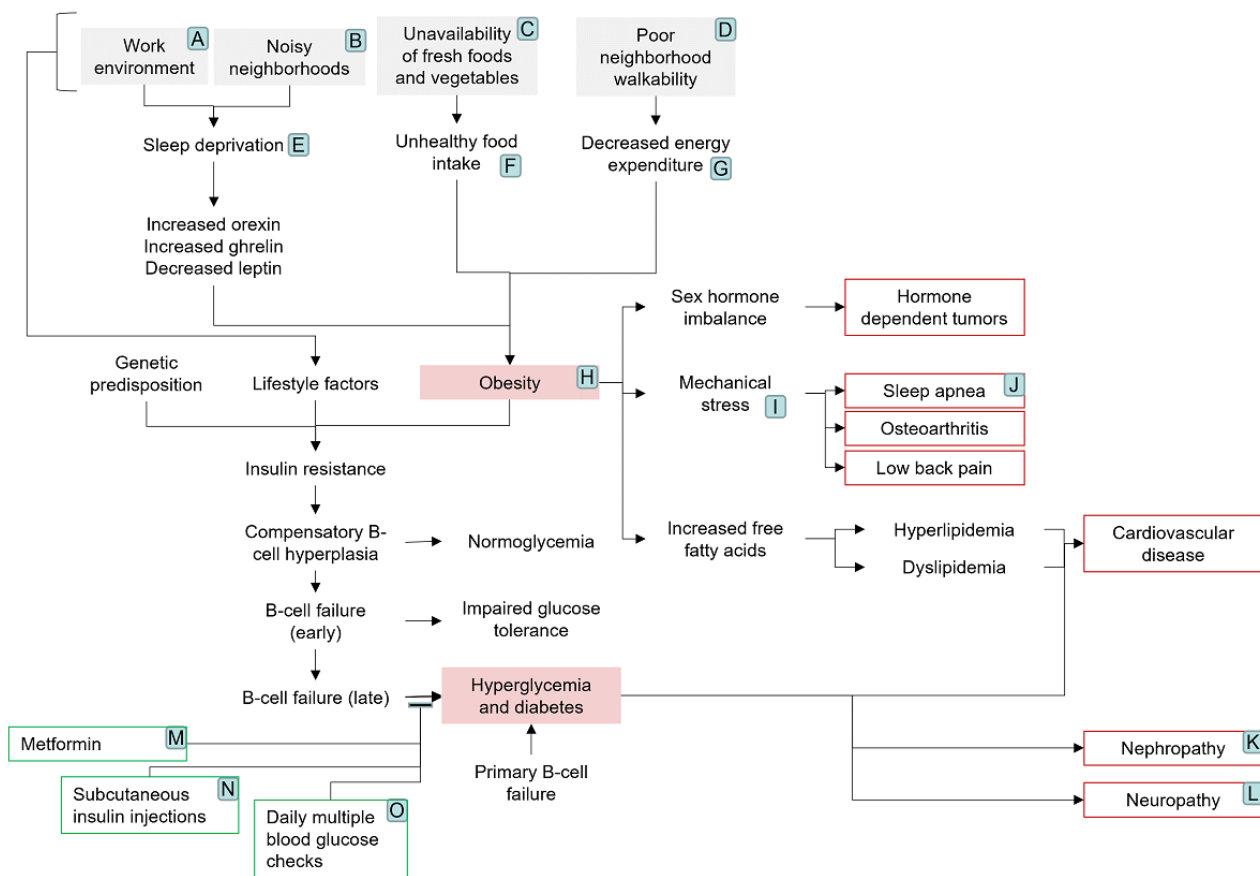 Work
environment
A
Noisy
neighborhoods
B
Unavailability
of fresh foods
and vegetables
C
Poor
neighborhood
walkability
D
Sleep deprivation
E
Unhealthy food
intake
F
Decreased energy
expenditure
G
Increased orexin
Increased ghrelin
Decreased leptin
Sex hormone
imbalance
Hormone
dependent tumors
Genetic
predisposition
Lifestyle factors
Obesity
H
Mechanical
stress
I
Sleep apnea
J
Osteoarthritis
Low back pain
Insulin resistance
Compensatory B-
cell hyperplasia
Normoglycemia
Increased free
fatty acids
Hyperlipidemia
Dyslipidemia
Cardiovascular
disease
B-cell failure
(early)
Impaired glucose
tolerance
B-cell failure (late)
Hyperglycemia
and diabetes
Metformin
M
Subcutaneous
insulin injections
N
Daily multiple
blood glucose
checks
O
Primary B-cell
failure
Nephropathy
K
Neuropathy
L